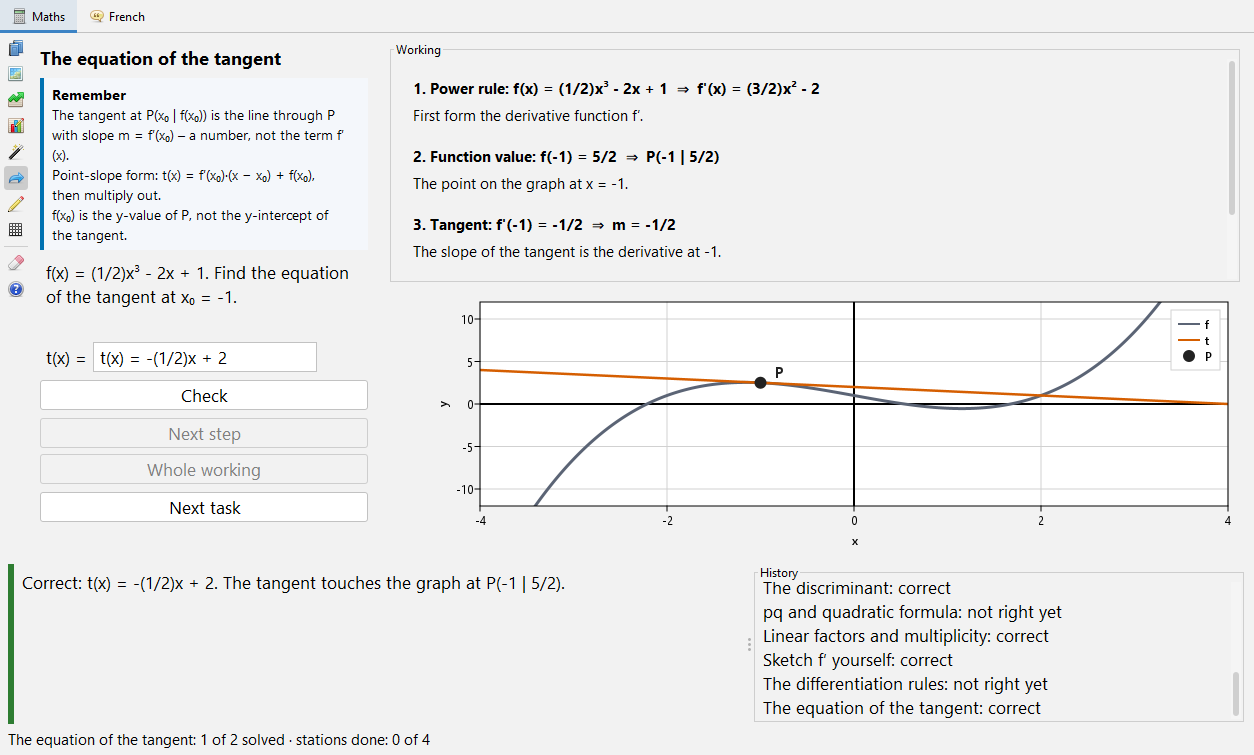 Maths
French
The equation of the tangent
Remember
The tangent at P(x₀ | f(x₀)) is the line through P
with slope m = f′(x₀) – a number, not the term f′
(x).
Point-slope form: t(x) = f′(x₀)·(x − x₀) + f(x₀),
then multiply out.
f(x₀) is the y-value of P, not the y-intercept of
the tangent.
f(x) = (1/2)x³ - 2x + 1. Find the equation
of the tangent at x₀ = -1.
t(x) = t(x) = -(1/2)x + 2
Check
Next step
Whole working
Next task
Working
1. Power rule: f(x) = (1/2)x³ - 2x + 1 ⇒ f'(x) = (3/2)x² - 2
First form the derivative function f′.
2. Function value: f(-1) = 5/2 ⇒ P(-1 | 5/2)
The point on the graph at x = -1.
3. Tangent: f'(-1) = -1/2 ⇒ m = -1/2
The slope of the tangent is the derivative at -1.
10
5
0
-5
-10
y
-4
-2
0
2
4
x
P
f
t
P
Correct: t(x) = -(1/2)x + 2. The tangent touches the graph at P(-1 | 5/2).
History
The discriminant: correct
pq and quadratic formula: not right yet
Linear factors and multiplicity: correct
Sketch f′ yourself: correct
The differentiation rules: not right yet
The equation of the tangent: correct
The equation of the tangent: 1 of 2 solved · stations done: 0 of 4